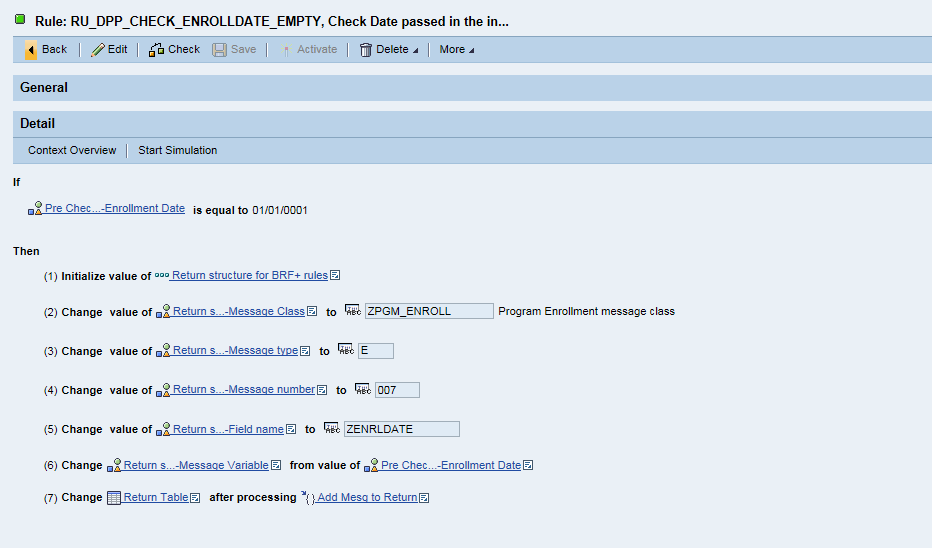 Rule: RU_DPP_CHECK_ENROLLDATE_EMPTY, Check Date passed in the in...
Back Edit Check Save Activate Delete More
General
Detail
Context Overview Start Simulation
If
Pre Chec...-Enrollment Date is equal to 01/01/0001
Then
(1) Initialize value of Return structure for BRF+ rules
(2) Change value of Return s...-Message Class to ZPGM_ENROLL Program Enrollment message class
(3) Change value of Return s...-Message type to E
(4) Change value of Return s...-Message number to 007
(5) Change value of Return s...-Field name to ZENRLDATE
(6) Change Return s...-Message Variable from value of Pre Chec...-Enrollment Date
(7) Change Return Table after processing Add Mesg to Return